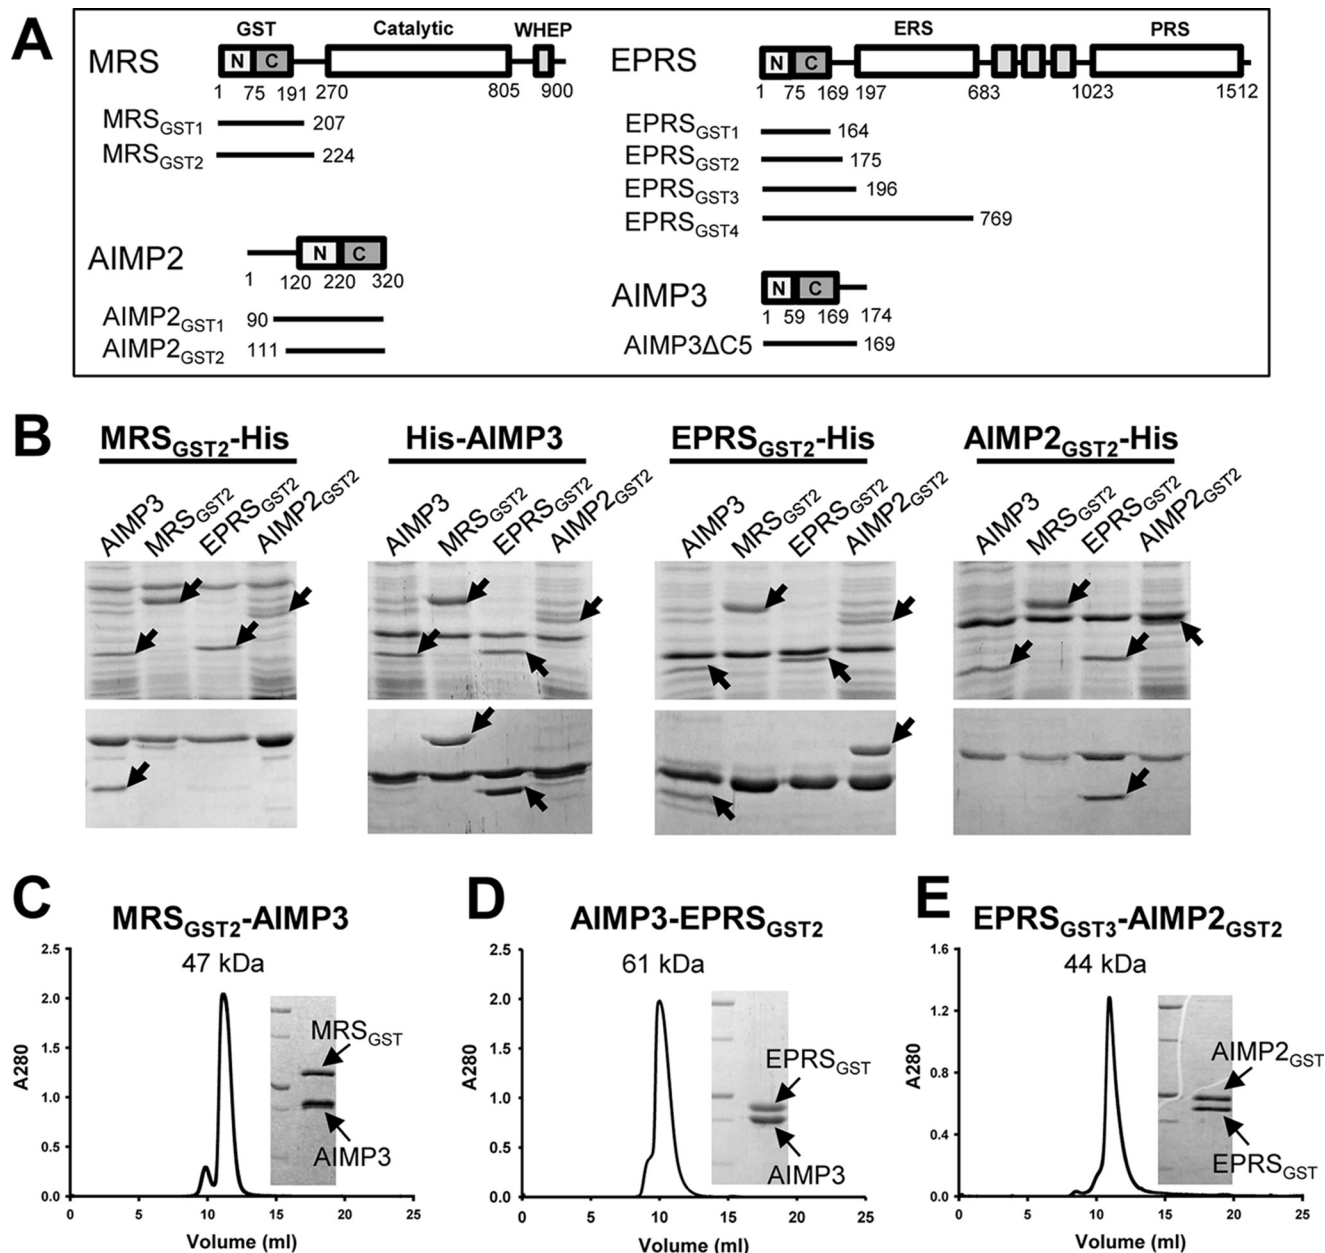 A
GST Catalytic WHEP
MRS N C
1 75 191 270 805 900
MRSGST1 207
MRSGST2 224
AIMP2 N C
1 120 220 320
AIMP2GST1 90
AIMP2GST2 111
ERS PRS
EPRS N C
1 75 169 197 683 1023 1512
EPRSGST1 164
EPRSGST2 175
EPRSGST3 196
EPRSGST4 769
AIMP3 N C
1 59 169 174
AIMP3ΔC5 169
B
MRSGST2-His His-AIMP3 EPRSGST2-His AIMP2GST2-His
AIMP3 MRSGST2 EPRSGST2 AIMP2GST2 AIMP3 MRSGST2 EPRSGST2 AIMP2GST2 AIMP3 MRSGST2 EPRSGST2 AIMP2GST2 AIMP3 MRSGST2 EPRSGST2 AIMP2GST2
C
MRSGST2-AIMP3
47 kDa
2.5
2.0
1.5
1.0
0.5
0.0
A280
MRSGST
AIMP3
0 5 10 15 20 25
Volume (ml)
D
AIMP3-EPRSGST2
61 kDa
2.5
2.0
1.5
1.0
0.5
0.0
A280
EPRSGST
AIMP3
0 5 10 15 20 25
Volume (ml)
E
EPRSGST3-AIMP2GST2
44 kDa
1.6
1.2
0.8
0.4
0.0
A280
AIMP2GST
EPRSGST
0 5 10 15 20 25
Volume (ml)